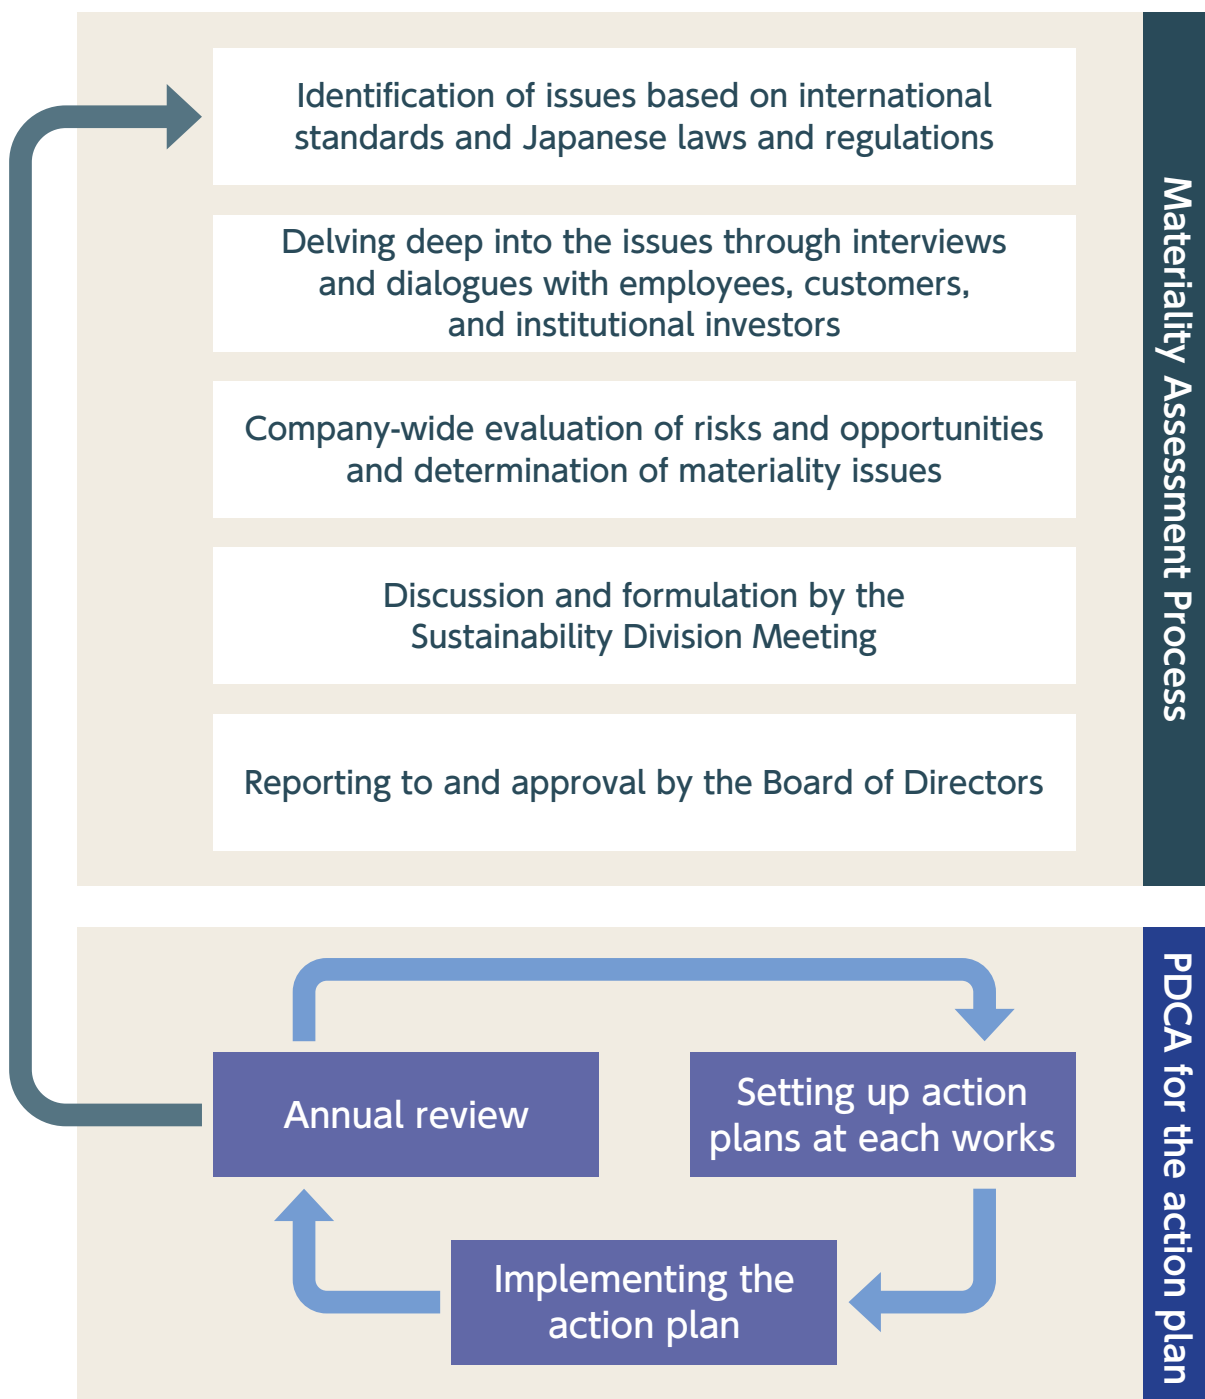 Identification of issues based on international
standards and Japanese laws and regulations
Delving deep into the issues through interviews
and dialogues with employees, customers,
and institutional investors
Company-wide evaluation of risks and opportunities
and determination of materiality issues
Discussion and formulation by the
Sustainability Division Meeting
Reporting to and approval by the Board of Directors
Materiality Assessment Process
Annual review
Setting up action
plans at each works
Implementing the
action plan
PDCA for the action plan